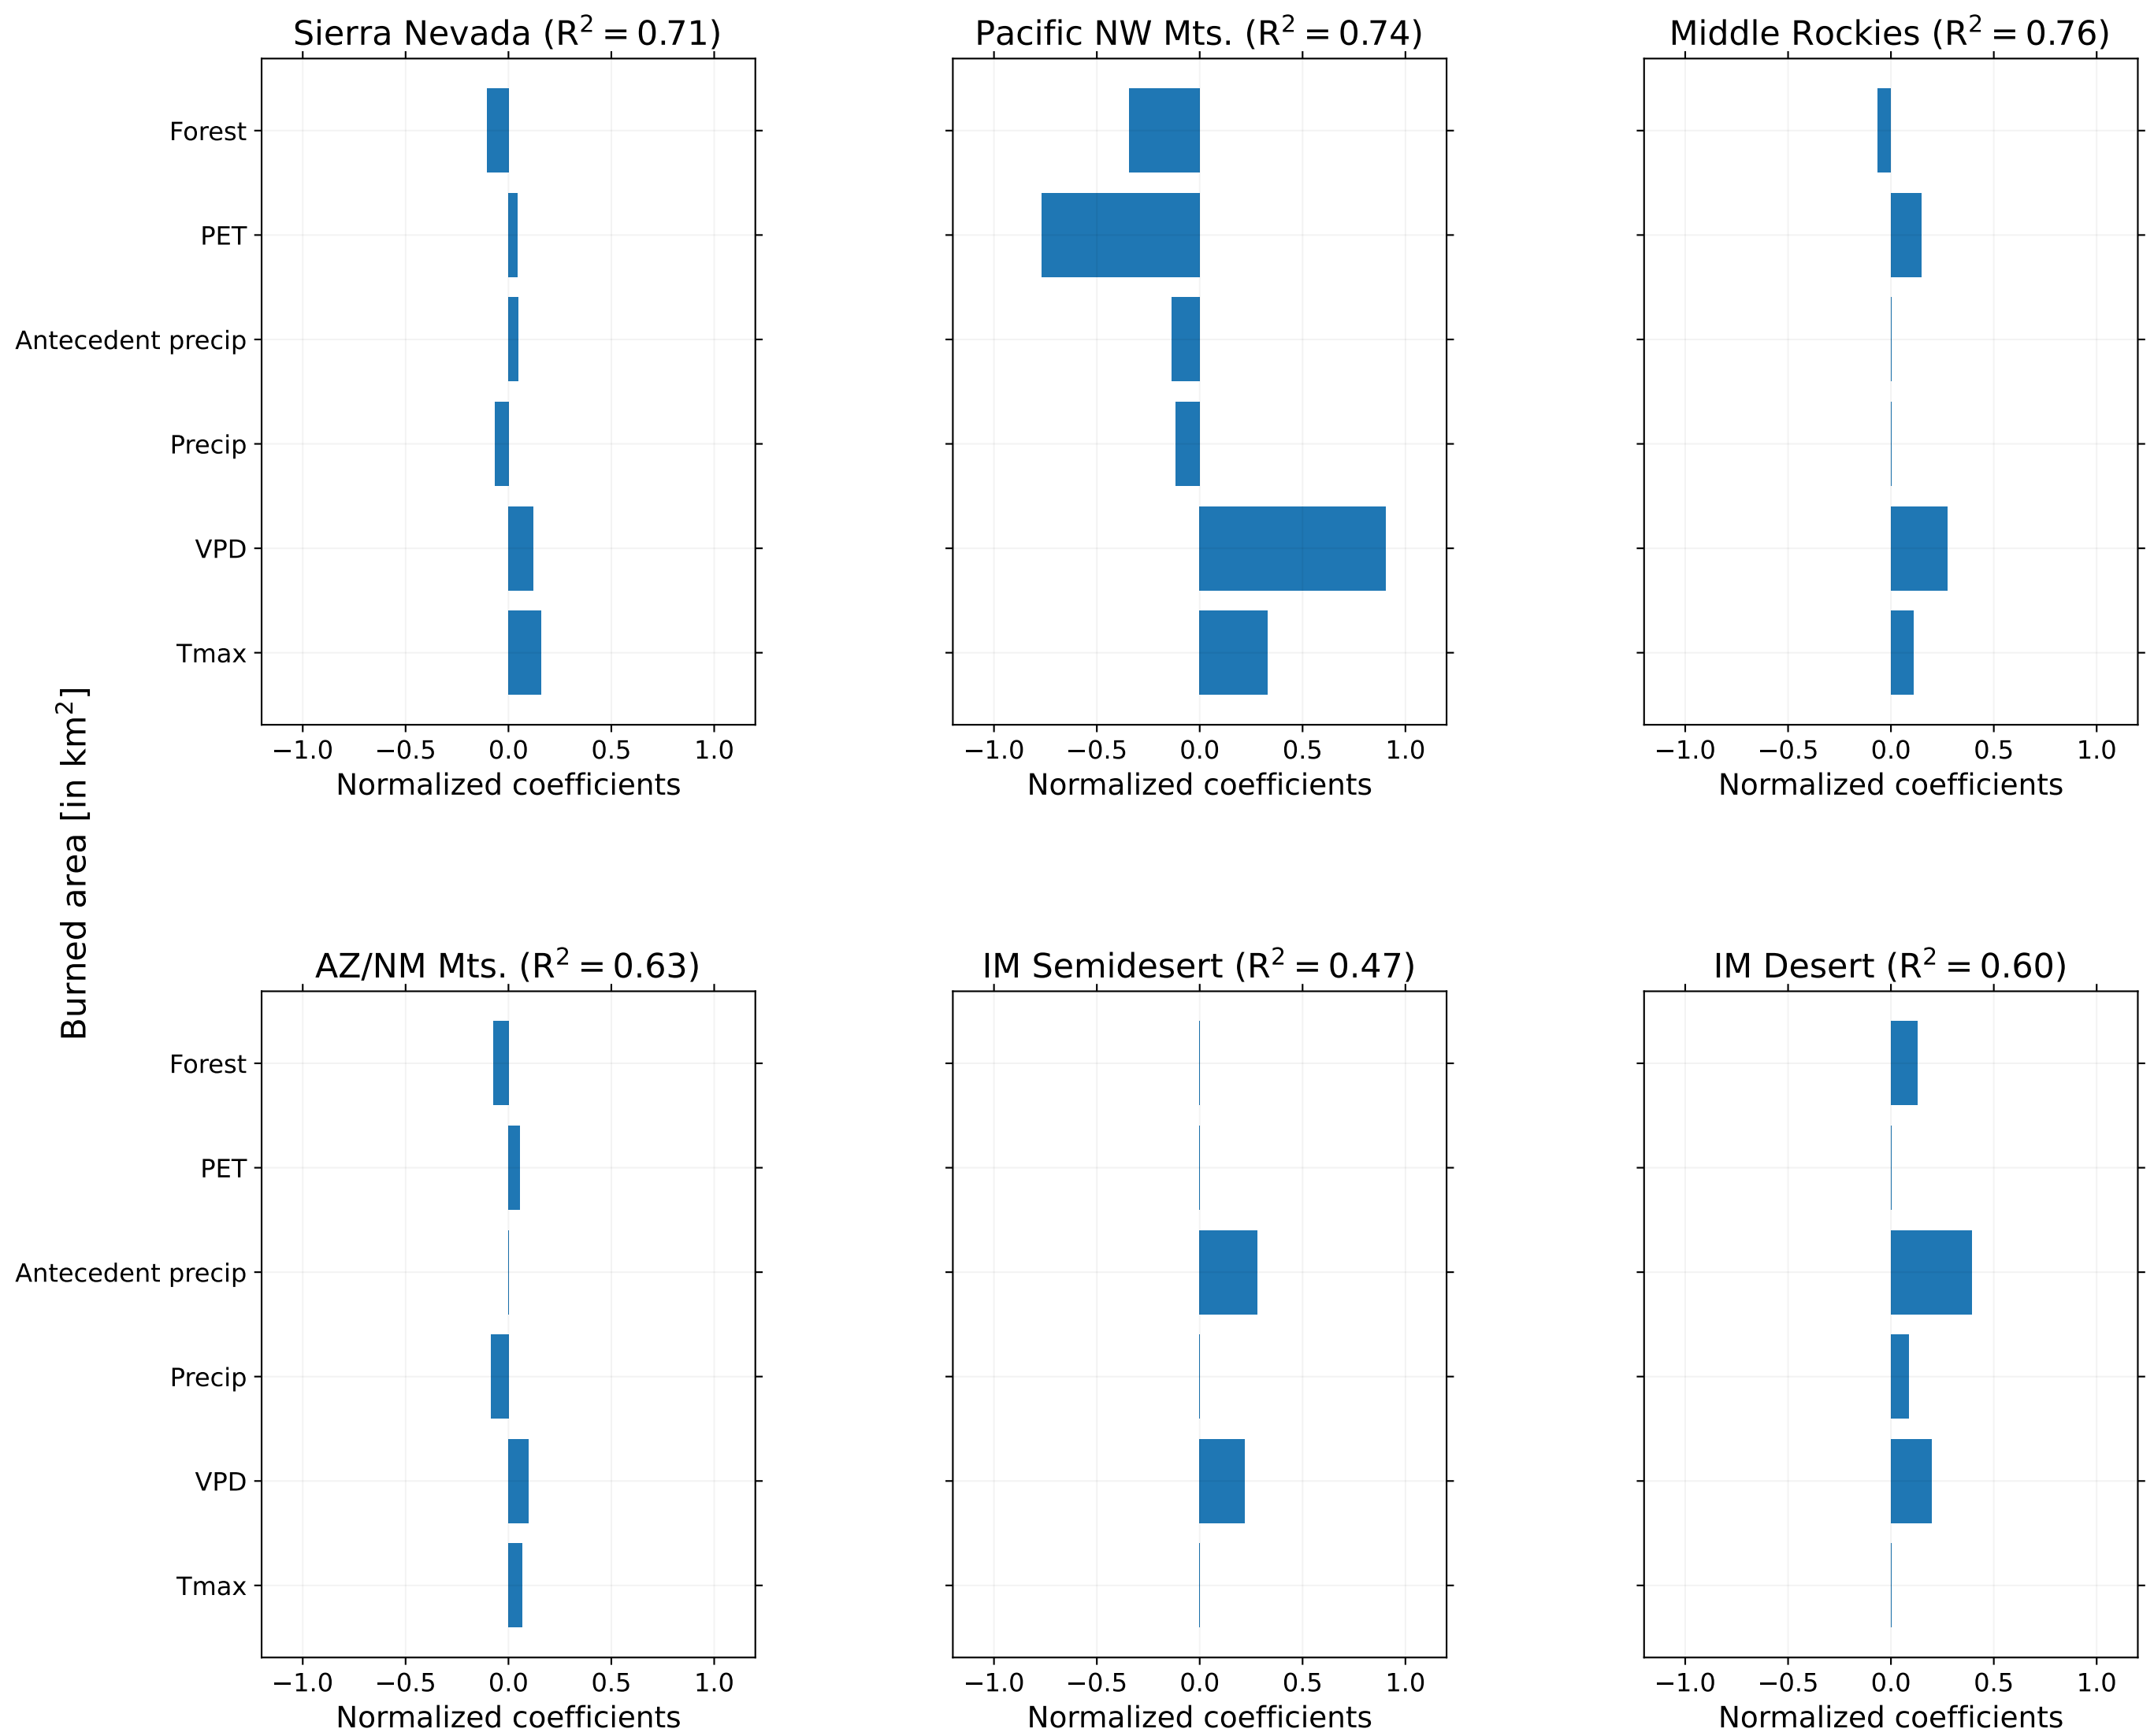 Burned area [in km²]
Sierra Nevada (R² = 0.71)
Forest
PET
Antecedent precip
Precip
VPD
Tmax
−1.0 −0.5 0.0 0.5 1.0
Normalized coefficients
Pacific NW Mts. (R² = 0.74)
−1.0 −0.5 0.0 0.5 1.0
Normalized coefficients
Middle Rockies (R² = 0.76)
−1.0 −0.5 0.0 0.5 1.0
Normalized coefficients
AZ/NM Mts. (R² = 0.63)
Forest
PET
Antecedent precip
Precip
VPD
Tmax
−1.0 −0.5 0.0 0.5 1.0
Normalized coefficients
IM Semidesert (R² = 0.47)
−1.0 −0.5 0.0 0.5 1.0
Normalized coefficients
IM Desert (R² = 0.60)
−1.0 −0.5 0.0 0.5 1.0
Normalized coefficients